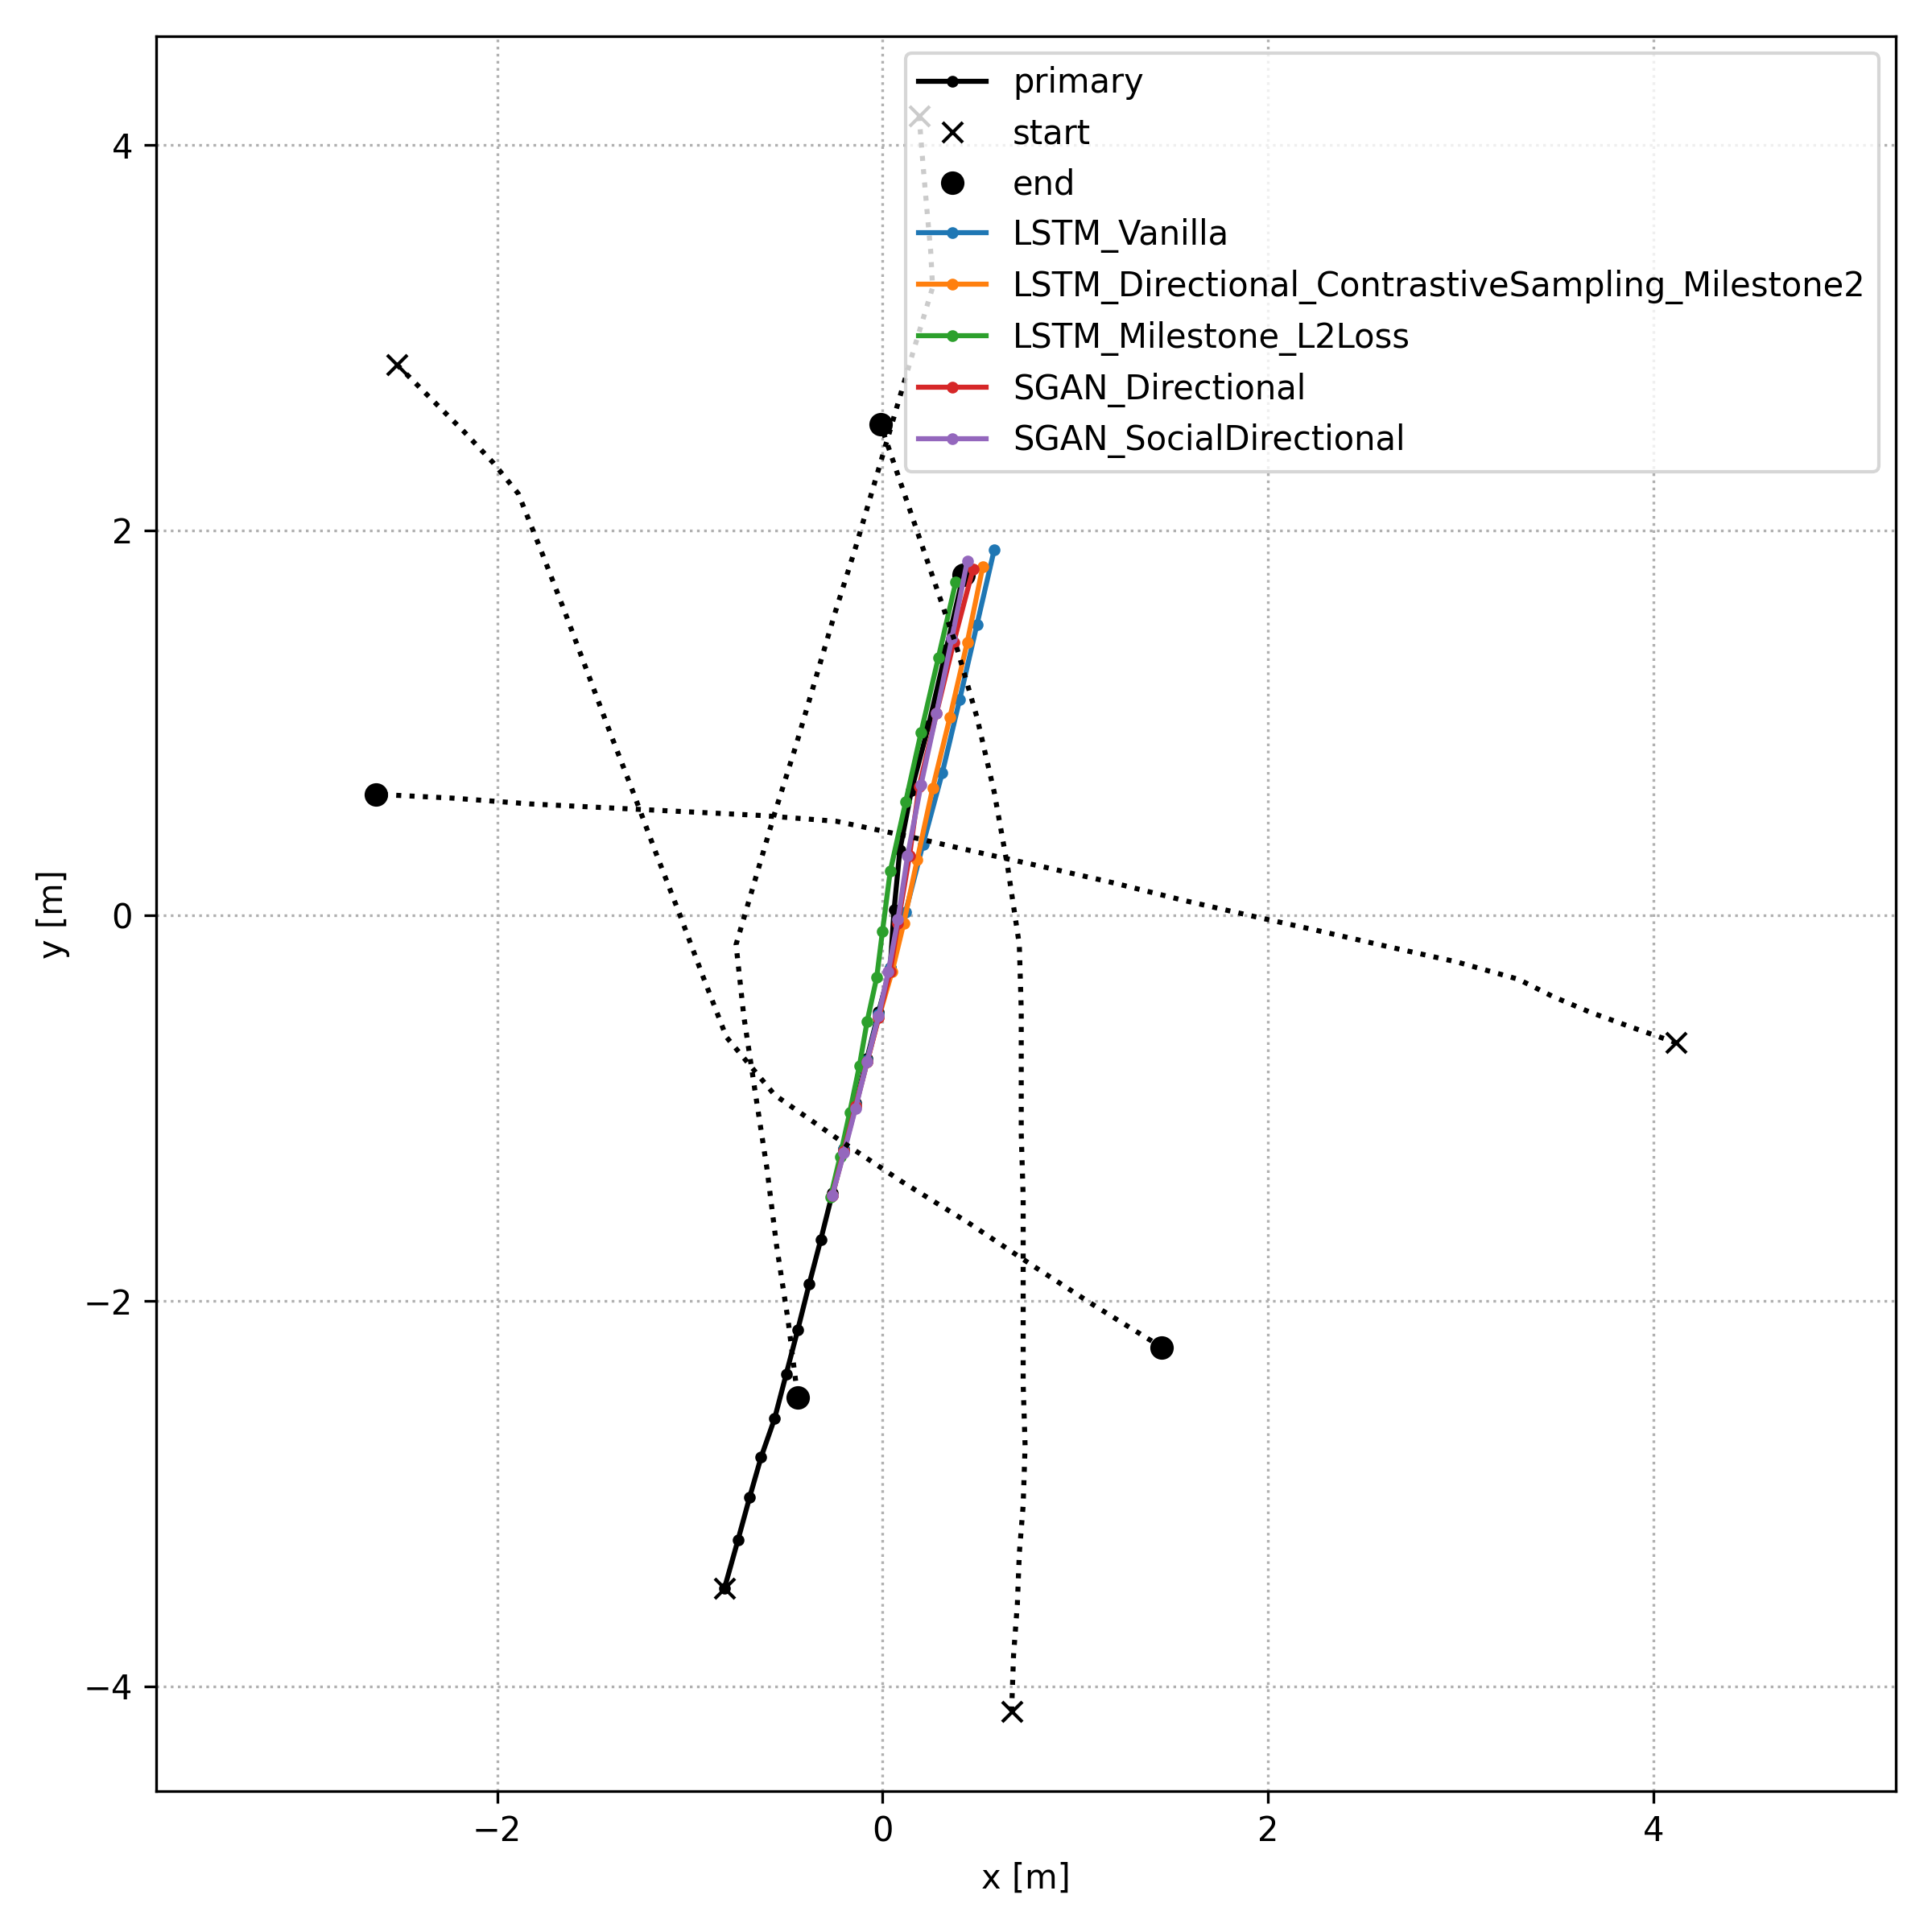 primary
start
end
LSTM_Vanilla
LSTM_Directional_ContrastiveSampling_Milestone2
LSTM_Milestone_L2Loss
SGAN_Directional
SGAN_SocialDirectional
4
2
0
−2
−4
y [m]
−2
0
2
4
x [m]